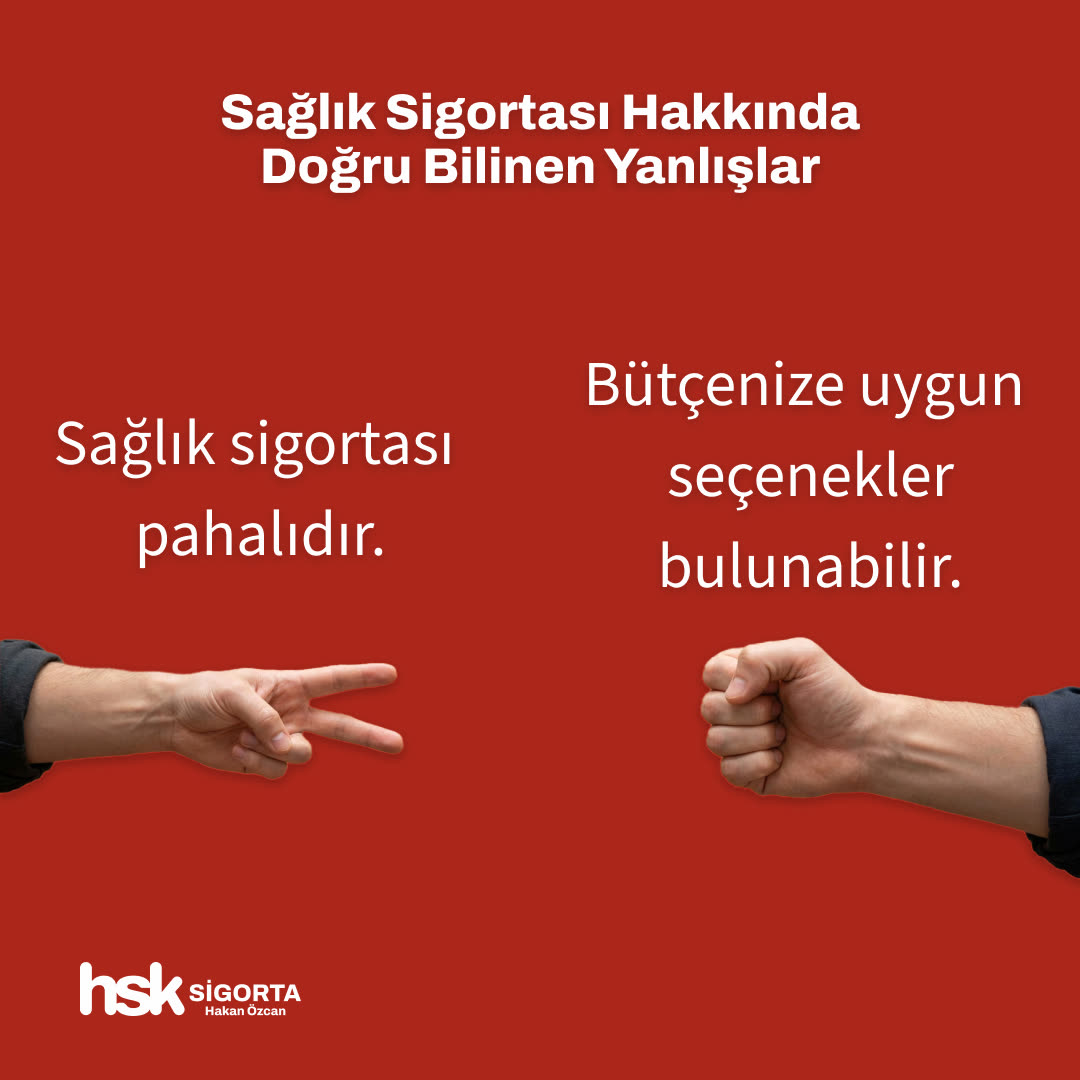 Sağlık Sigortası Hakkında
Doğru Bilinen Yanlışlar
Sağlık sigortası
pahalıdır.
Bütçenize uygun
seçenekler
bulunabilir.
hsk SİGORTA
Hakan Özcan